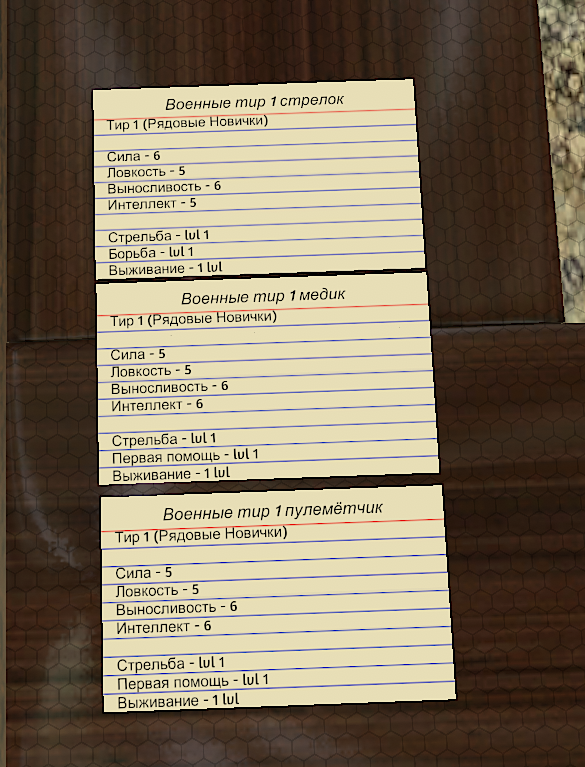 Военные тир 1 стрелок
Тир 1 (Рядовые Новички)
Сила - 6
Ловкость - 5
Выносливость - 6
Интеллект - 5
Стрельба - lvl 1
Борьба - lvl 1
Выживание - 1 lvl
Военные тир 1 медик
Тир 1 (Рядовые Новички)
Сила - 5
Ловкость - 5
Выносливость - 6
Интеллект - 6
Стрельба - lvl 1
Первая помощь - lvl 1
Выживание - 1 lvl
Военные тир 1 пулемётчик
Тир 1 (Рядовые Новички)
Сила - 5
Ловкость - 5
Выносливость - 6
Интеллект - 6
Стрельба - lvl 1
Первая помощь - lvl 1
Выживание - 1 lvl